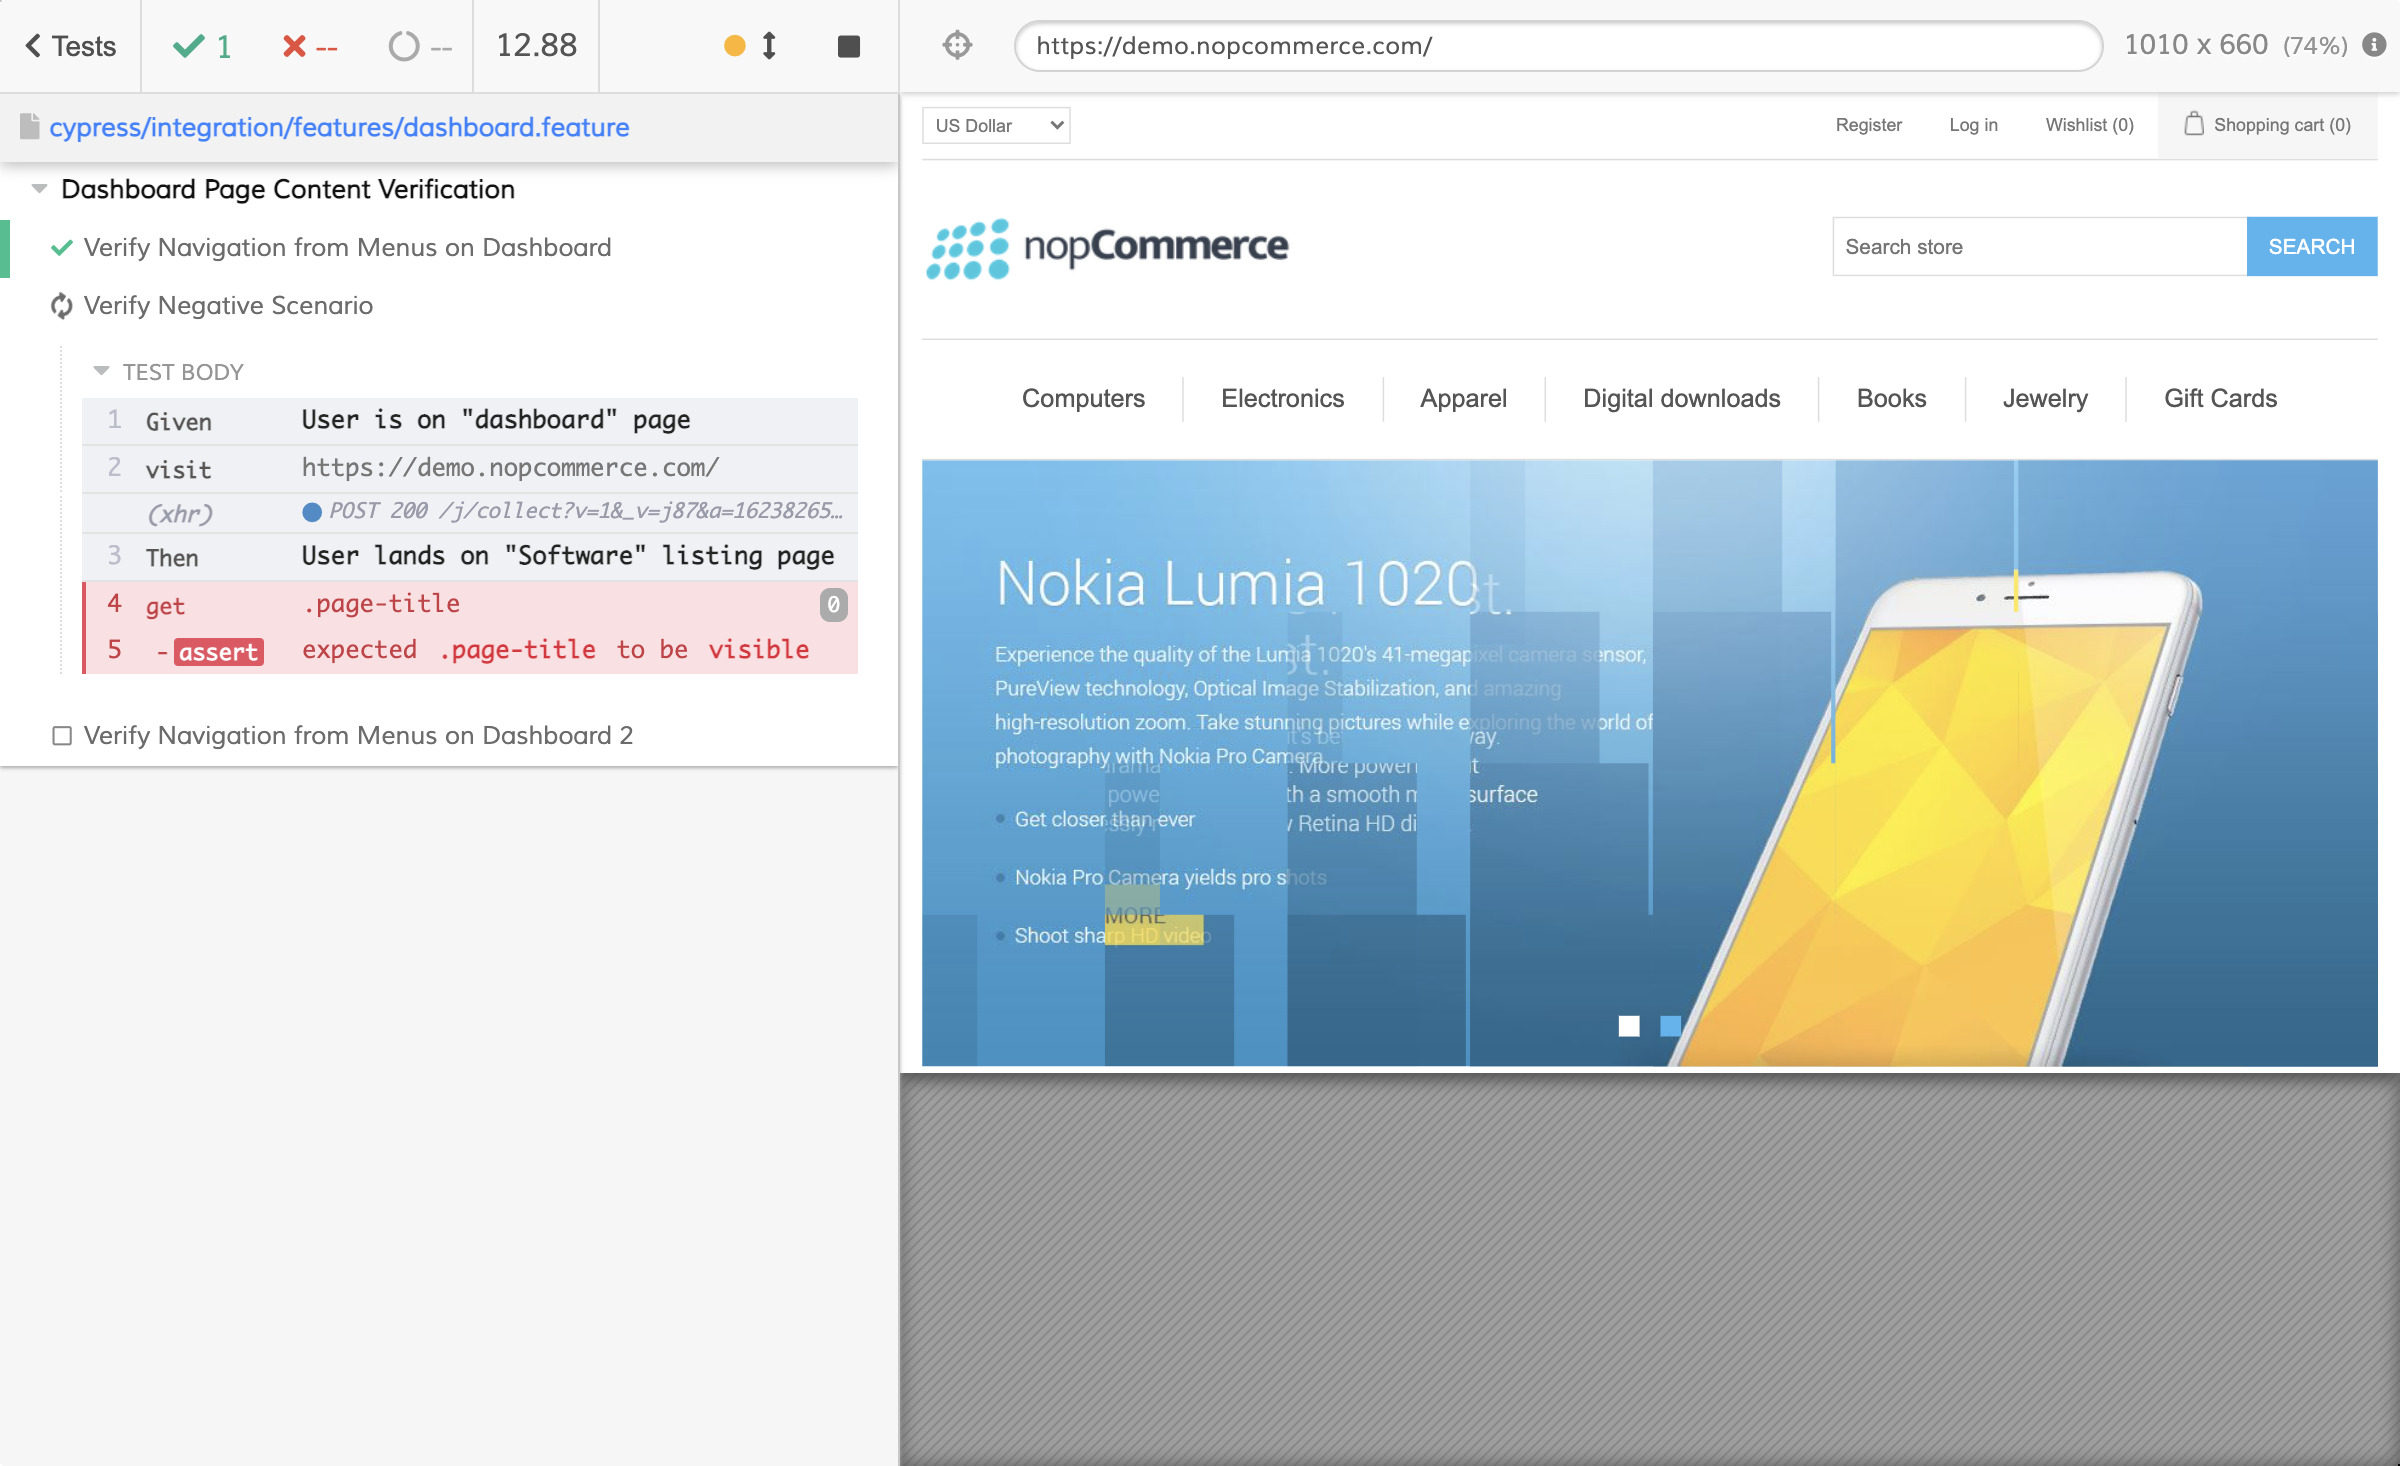 Tests
1
--
--
12.88
https://demo.nopcommerce.com/
1010 x 660 (74%)
cypress/integration/features/dashboard.feature
Dashboard Page Content Verification
Verify Navigation from Menus on Dashboard
Verify Negative Scenario
TEST BODY
1 Given User is on "dashboard" page
2 visit https://demo.nopcommerce.com/
(xhr) POST 200 /j/collect?v=1&_v=j87&a=16238265…
3 Then User lands on "Software" listing page
4 get .page-title 0
5 -assert expected .page-title to be visible
Verify Navigation from Menus on Dashboard 2
US Dollar
Register Log in Wishlist (0) Shopping cart (0)
nopCommerce
Search store SEARCH
Computers Electronics Apparel Digital downloads Books Jewelry Gift Cards
Nokia Lumia 1020
Experience the quality of the Lumia 1020's 41-megapixel camera sensor,
PureView technology, Optical Image Stabilization, and amazing
high-resolution zoom. Take stunning pictures while exploring the world of
photography with Nokia Pro Camera.
More power
a smooth surface
Retina HD
Get closer than ever
Nokia Pro Camera yields pro shots
MORE
Shoot sharp HD video